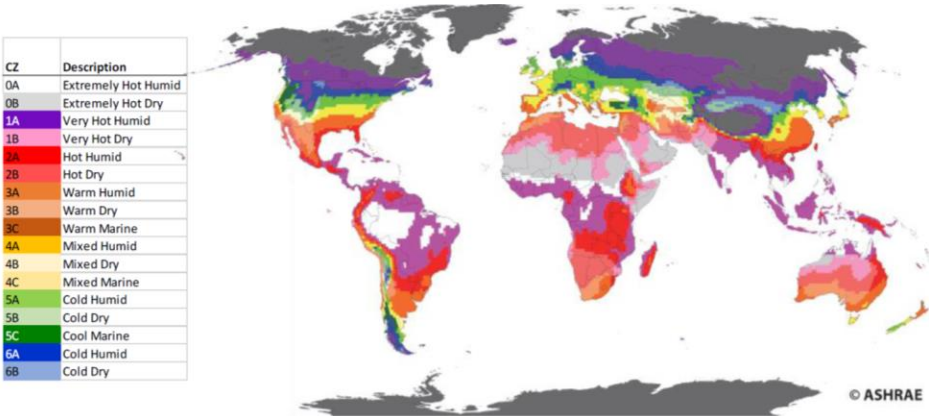 CZ Description
0A Extremely Hot Humid
0B Extremely Hot Dry
1A Very Hot Humid
1B Very Hot Dry
2A Hot Humid
2B Hot Dry
3A Warm Humid
3B Warm Dry
3C Warm Marine
4A Mixed Humid
4B Mixed Dry
4C Mixed Marine
5A Cold Humid
5B Cold Dry
5C Cool Marine
6A Cold Humid
6B Cold Dry
© ASHRAE